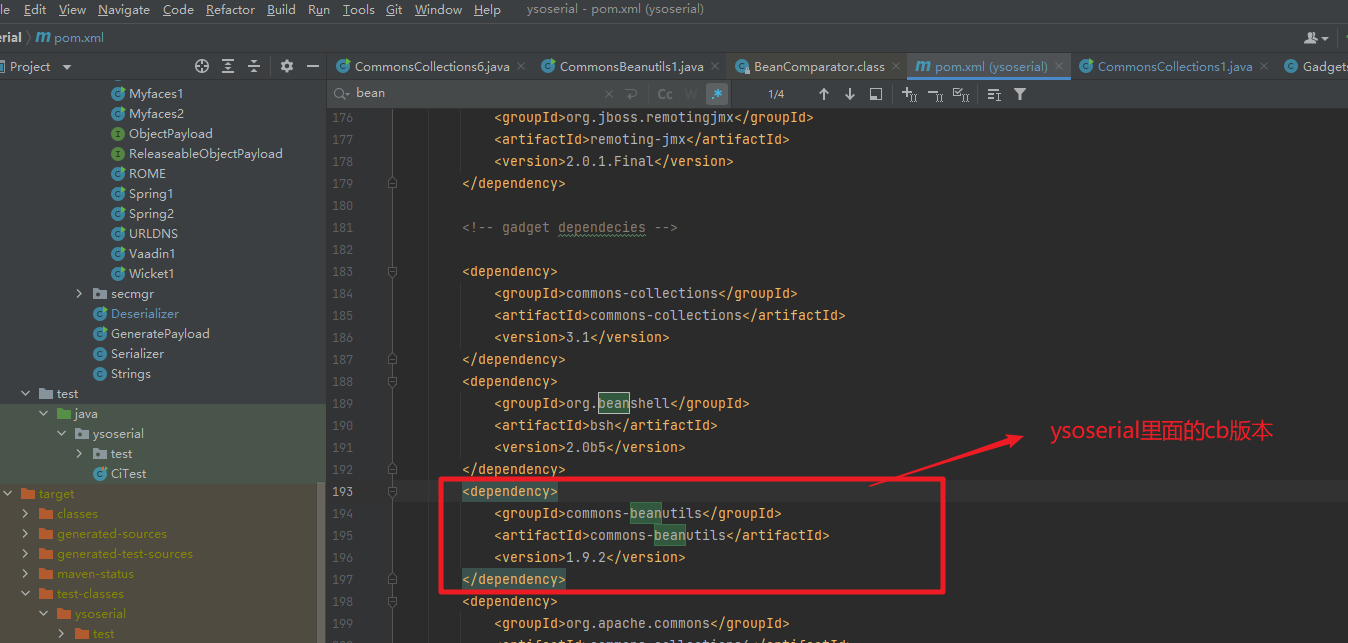 le Edit View Navigate Code Refactor Build Run Tools Git Window Help ysoserial - pom.xml (ysoserial)
erial pom.xml
Project CommonsCollections6.java CommonsBeanutils1.java BeanComparator.class pom.xml (ysoserial) CommonsCollections1.java Gadgets
bean Cc W .* 1/4
Myfaces1
Myfaces2
ObjectPayload
ReleaseableObjectPayload
ROME
Spring1
Spring2
URLDNS
Vaadin1
Wicket1
secmgr
Deserializer
GeneratePayload
Serializer
Strings
test
java
ysoserial
test
CiTest
target
classes
generated-sources
generated-test-sources
maven-status
test-classes
ysoserial
test
176 <groupId>org.jboss.remotingjmx</groupId>
177 <artifactId>remoting-jmx</artifactId>
178 <version>2.0.1.Final</version>
179 </dependency>
180
181 <!-- gadget dependecies -->
182
183 <dependency>
184 <groupId>commons-collections</groupId>
185 <artifactId>commons-collections</artifactId>
186 <version>3.1</version>
187 </dependency>
188 <dependency>
189 <groupId>org.beanshell</groupId>
190 <artifactId>bsh</artifactId>
191 <version>2.0b5</version>
192 </dependency>
193 <dependency>
194 <groupId>commons-beanutils</groupId>
195 <artifactId>commons-beanutils</artifactId>
196 <version>1.9.2</version>
197 </dependency>
198 <dependency>
199 <groupId>org.apache.commons</groupId>
ysoserial里面的cb版本